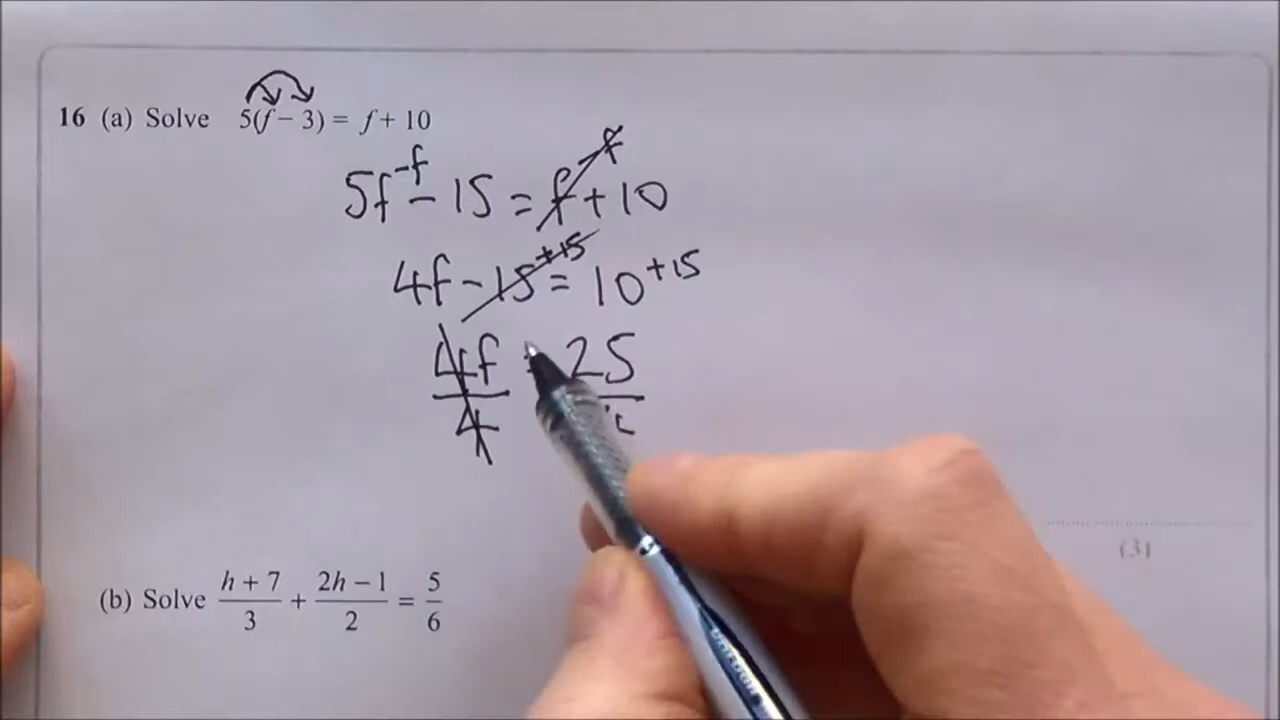 16 (a) Solve 5(f − 3) = f + 10
5f -f − 15 = f -f + 10
4f − 15 +15 = 10 +15
4f = 25
4
(3)
(b) Solve (h + 7)/3 + (2h − 1)/2 = 5/6